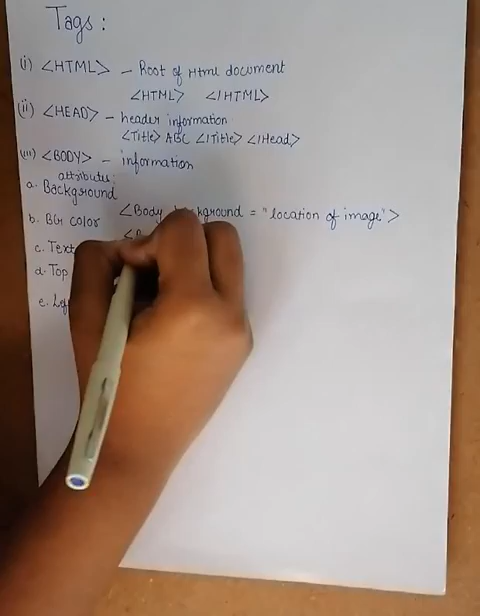 Tags :
(i) <HTML> – Root of Html document
<HTML> </HTML>
(ii) <HEAD> – header information
<Title> ABC </Title> </Head>
(iii) <BODY> – information
attributes:
a. Background
<Body = "location of image">
b. BG color
c. Text
d. Top
e.